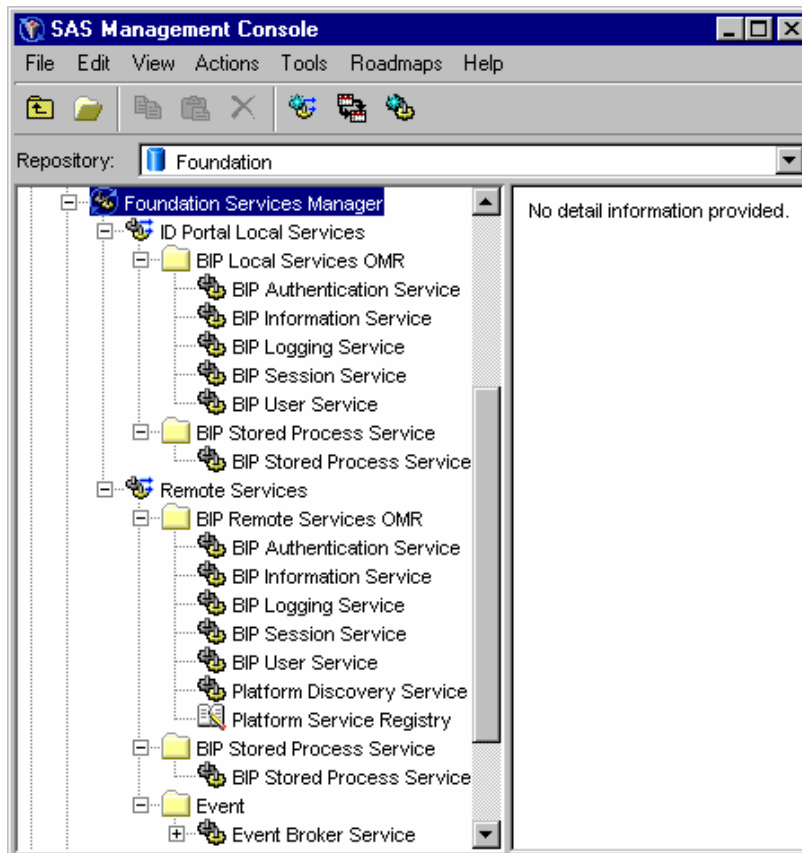 SAS Management Console
File Edit View Actions Tools Roadmaps Help
Repository: Foundation
Foundation Services Manager
No detail information provided.
ID Portal Local Services
BIP Local Services OMR
BIP Authentication Service
BIP Information Service
BIP Logging Service
BIP Session Service
BIP User Service
BIP Stored Process Service
BIP Stored Process Service
Remote Services
BIP Remote Services OMR
BIP Authentication Service
BIP Information Service
BIP Logging Service
BIP Session Service
BIP User Service
Platform Discovery Service
Platform Service Registry
BIP Stored Process Service
BIP Stored Process Service
Event
Event Broker Service